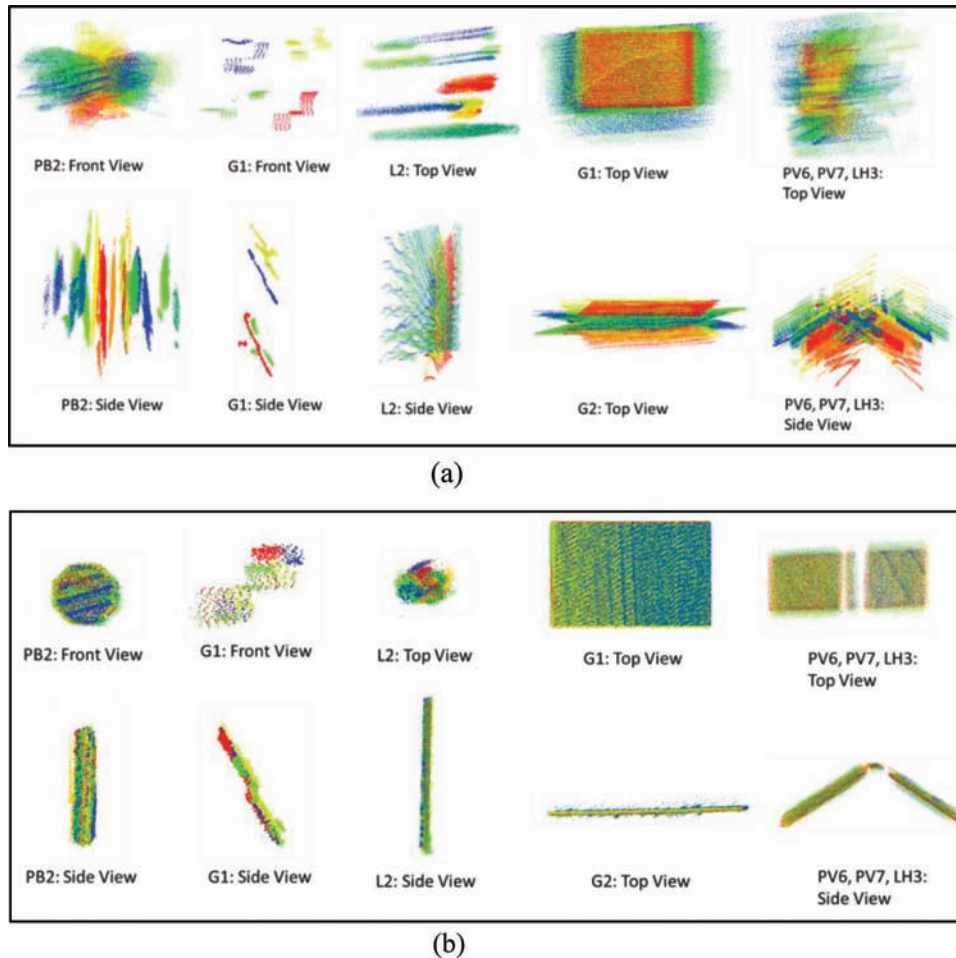 PB2: Front View
G1: Front View
L2: Top View
G1: Top View
PV6, PV7, LH3:
Top View
PB2: Side View
G1: Side View
L2: Side View
G2: Top View
PV6, PV7, LH3:
Side View
(a)
PB2: Front View
G1: Front View
L2: Top View
G1: Top View
PV6, PV7, LH3:
Top View
PB2: Side View
G1: Side View
L2: Side View
G2: Top View
PV6, PV7, LH3:
Side View
(b)